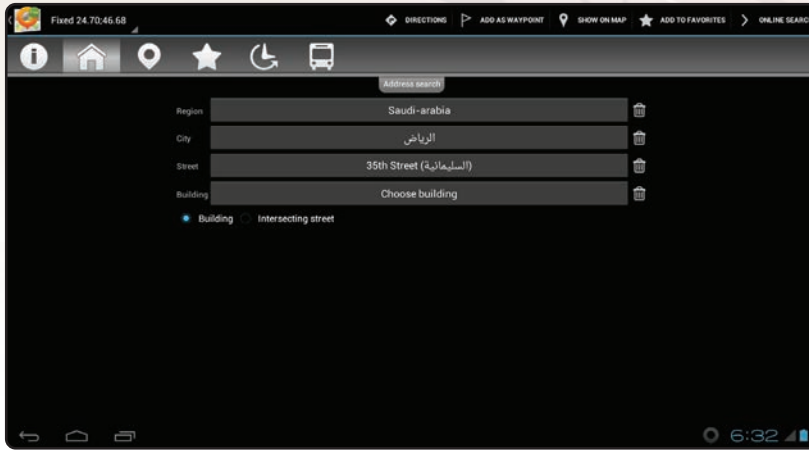 Fixed 24.70;46.68
DIRECTIONS
ADD AS WAYPOINT
SHOW ON MAP
ADD TO FAVORITES
ONLINE SEARC
Address search
Region
Saudi-arabia
City
الرياض
Street
35th Street (السليمانية)
Building
Choose building
Building
Intersecting street
6:32